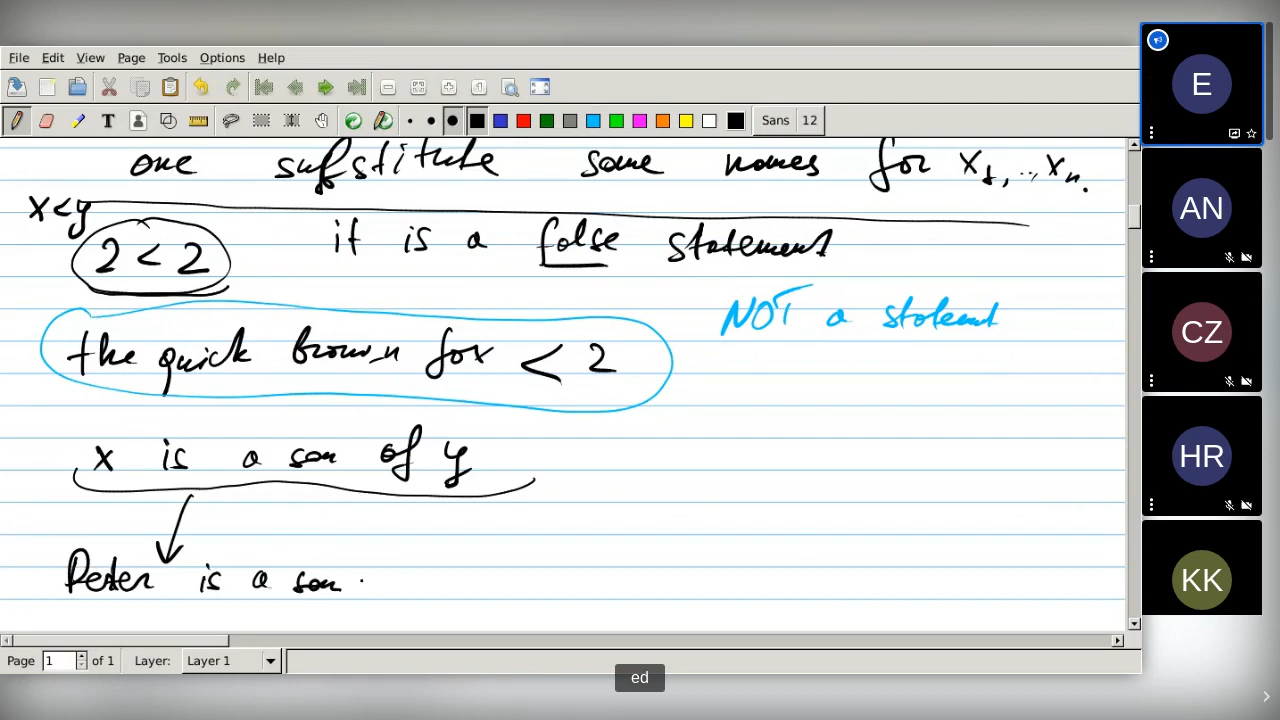 File Edit View Page Tools Options Help
Sans 12
one substitute some names for x1, .., xn.
x<y
2 < 2 it is a false statement
NOT a statement
the quick brown fox < 2
x is a son of y
Peter is a son
Page 1 of 1 Layer: Layer 1
ed
E
AN
CZ
HR
KK